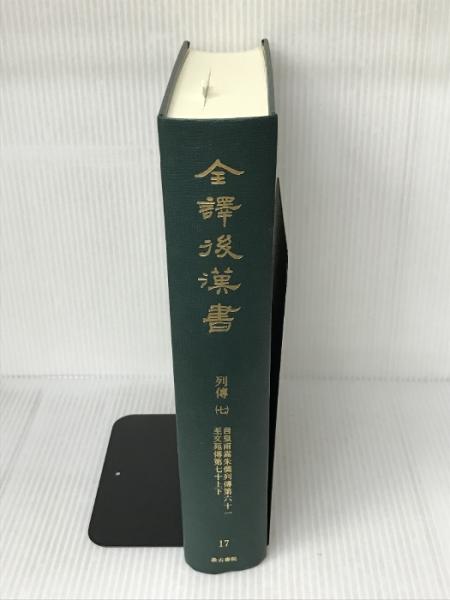 全譯後漢書
列傳(七)
自皇甫嵩朱儁列傳第六十一
至文苑傳第七十上下
17
汲古書院